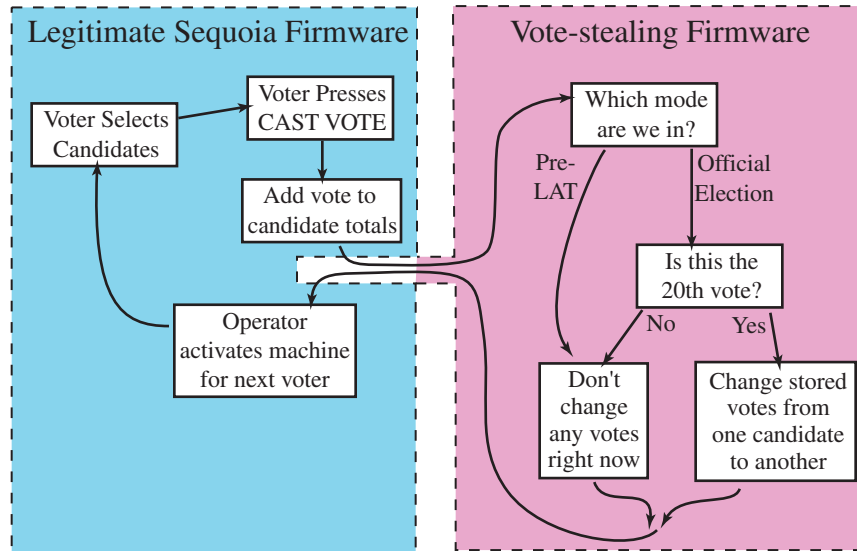 Legitimate Sequoia Firmware
Voter Selects
Candidates
Voter Presses
CAST VOTE
Add vote to
candidate totals
Operator
activates machine
for next voter
Vote-stealing Firmware
Which mode
are we in?
Pre-
LAT
Official
Election
Is this the
20th vote?
No
Yes
Don't
change
any votes
right now
Change stored
votes from
one candidate
to another